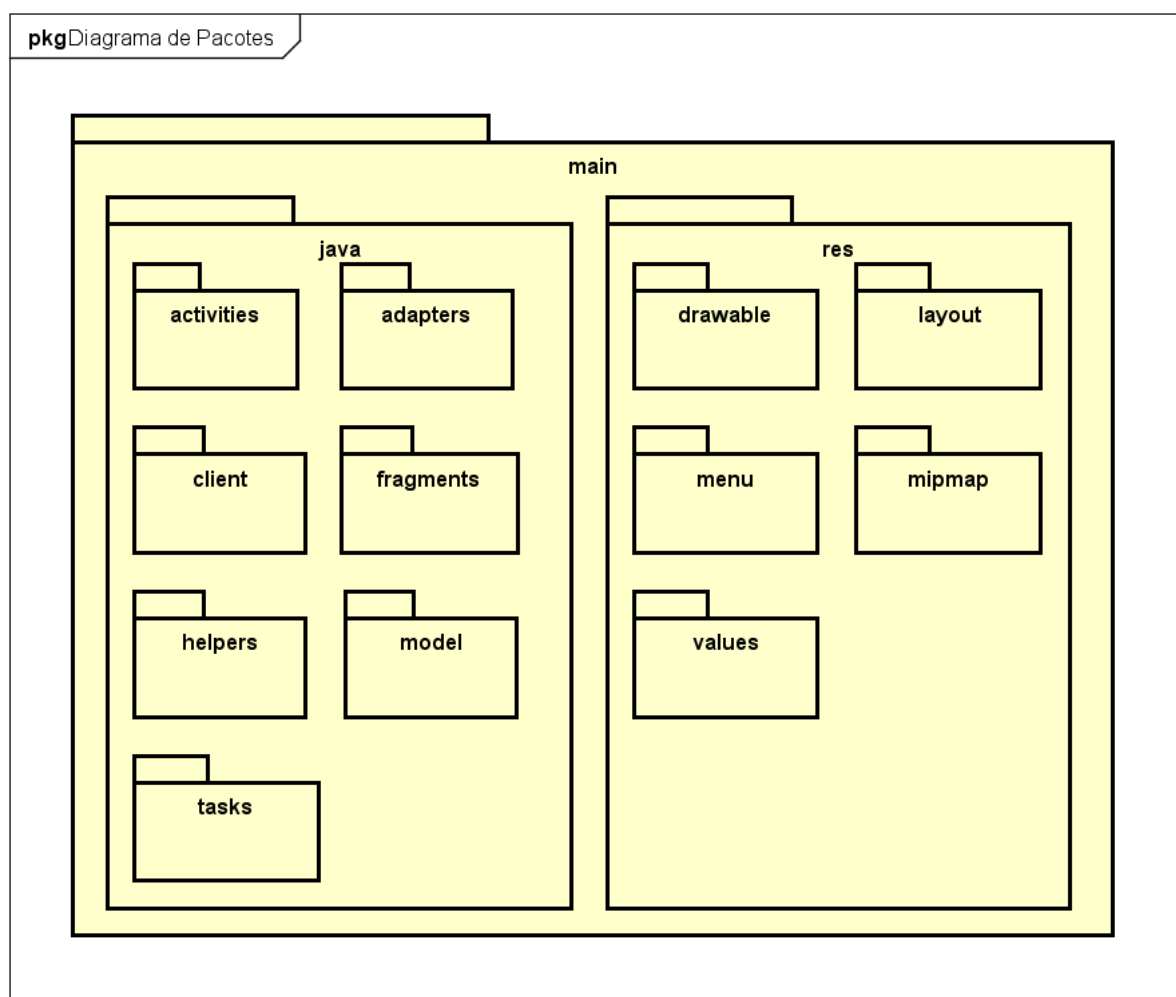 pkgDiagrama de Pacotes
main
java
res
activities
adapters
drawable
layout
client
fragments
menu
mipmap
helpers
model
values
tasks